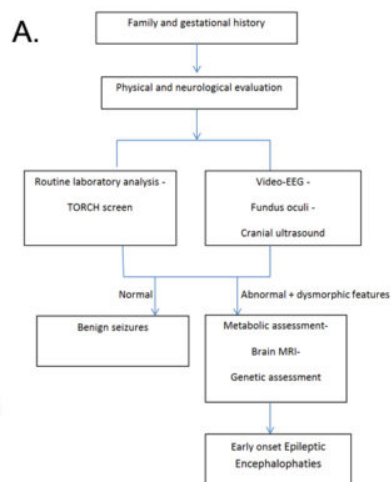 A.
Family and gestational history
Physical and neurological evaluation
Routine laboratory analysis -
TORCH screen
Video-EEG -
Fundus oculi -
Cranial ultrasound
Normal
Abnormal + dysmorphic features
Benign seizures
Metabolic assessment-
Brain MRI-
Genetic assessment
Early onset Epileptic
Encephalophaties